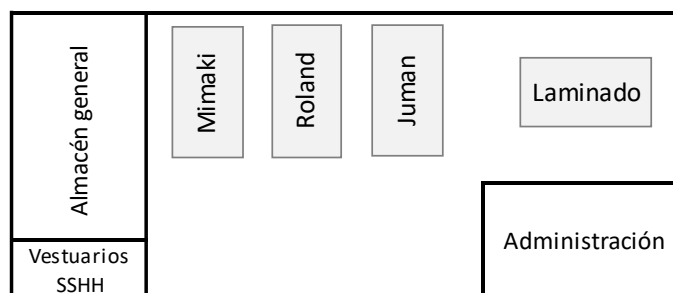 Almacén general
Mimaki
Roland
Juman
Laminado
Administración
Vestuarios
SSHH